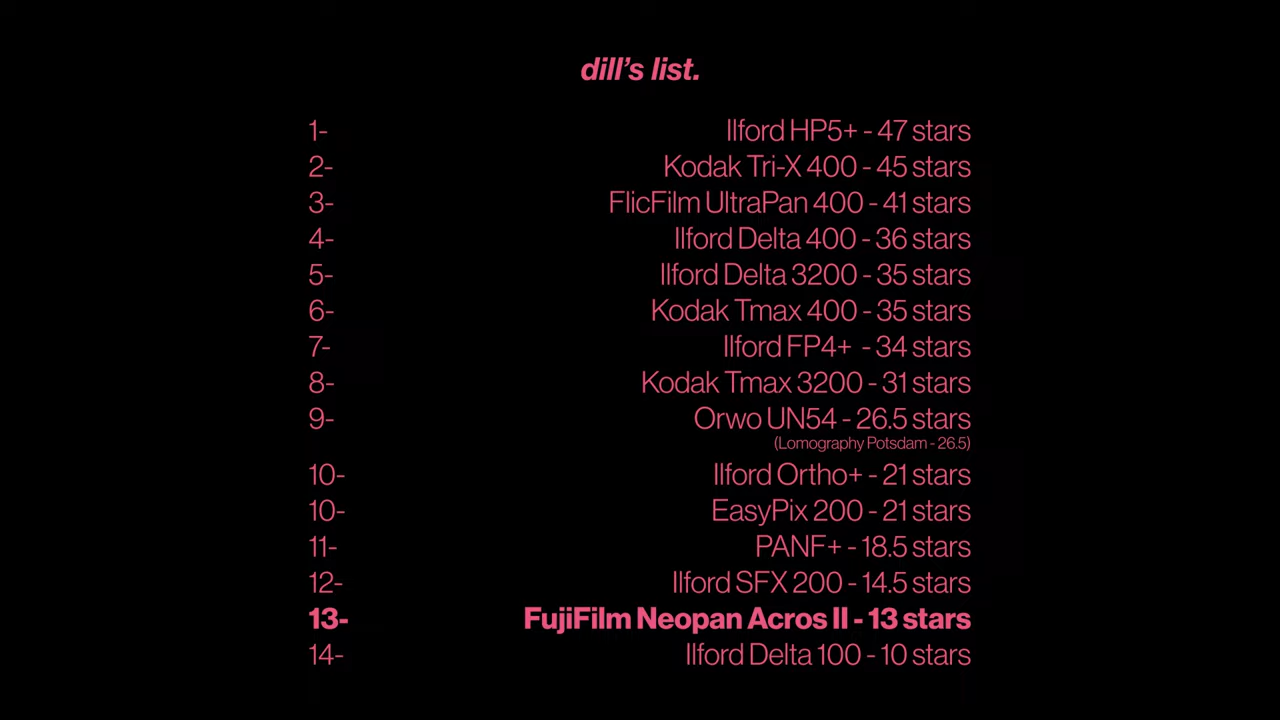 dill's list.
1- Ilford HP5+ - 47 stars
2- Kodak Tri-X 400 - 45 stars
3- FlicFilm UltraPan 400 - 41 stars
4- Ilford Delta 400 - 36 stars
5- Ilford Delta 3200 - 35 stars
6- Kodak Tmax 400 - 35 stars
7- Ilford FP4+ - 34 stars
8- Kodak Tmax 3200 - 31 stars
9- Orwo UN54 - 26.5 stars
(Lomography Potsdam - 26.5)
10- Ilford Ortho+ - 21 stars
10- EasyPix 200 - 21 stars
11- PANF+ - 18.5 stars
12- Ilford SFX 200 - 14.5 stars
13- FujiFilm Neopan Acros II - 13 stars
14- Ilford Delta 100 - 10 stars